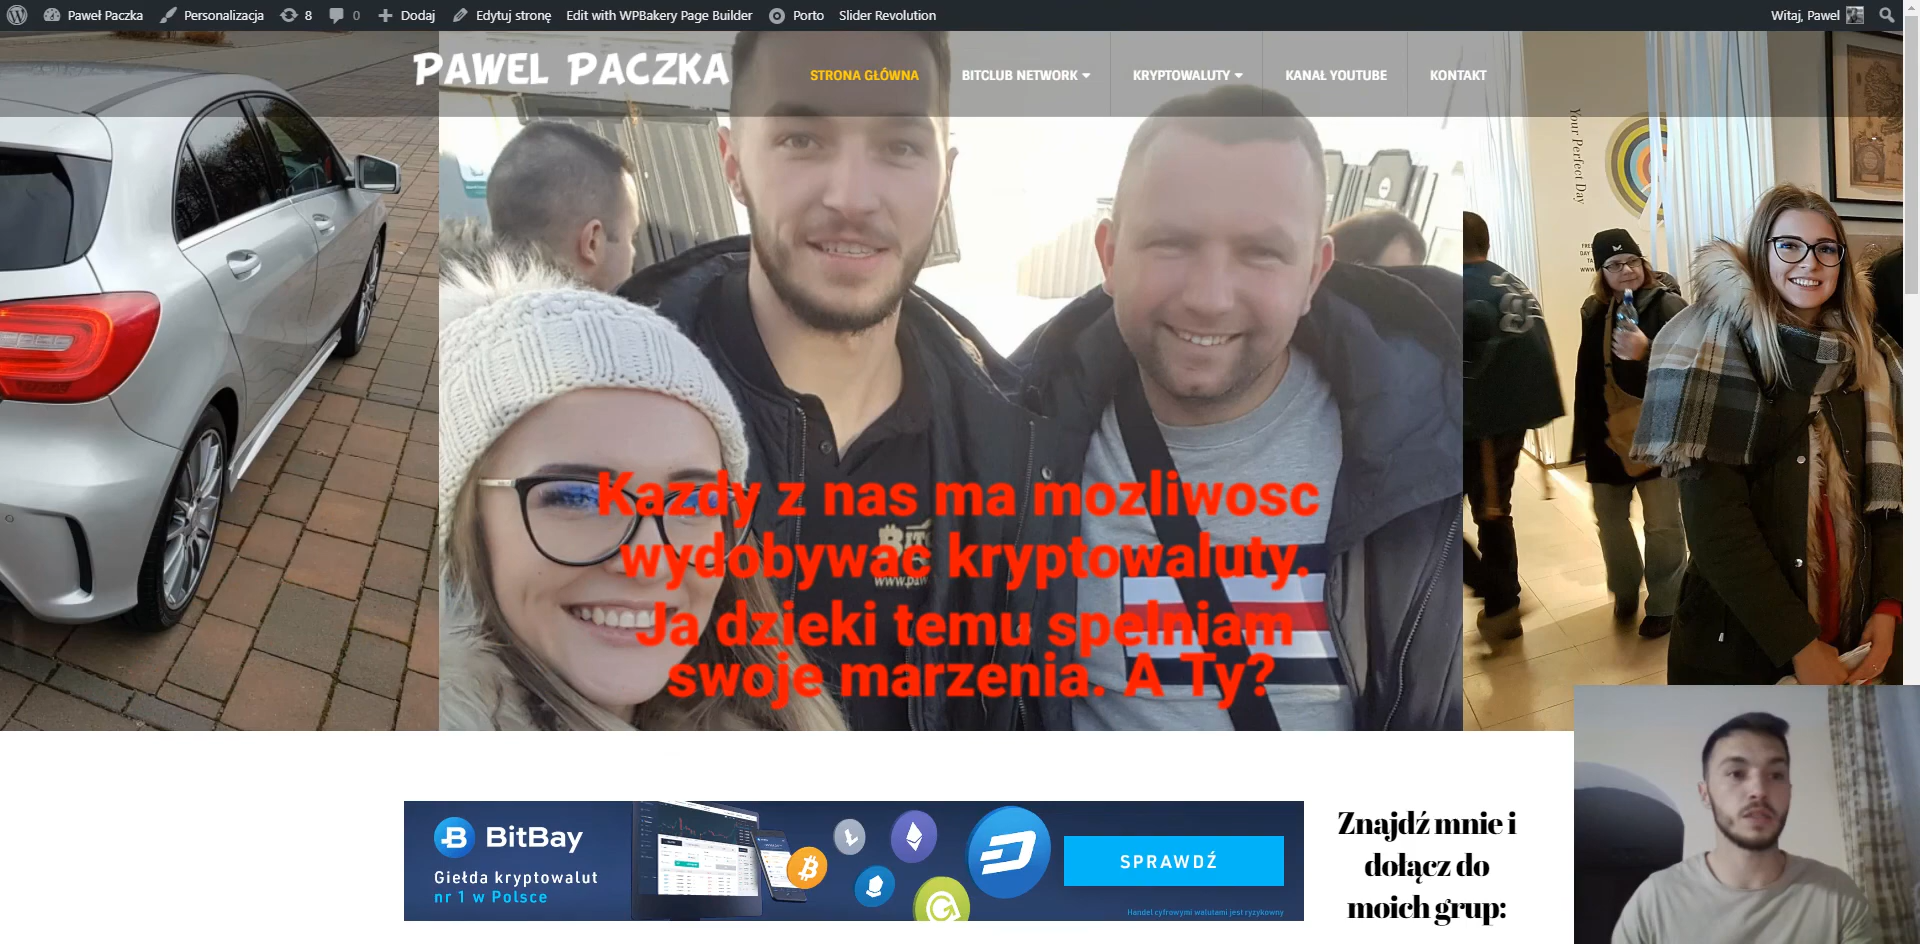 Paweł Paczka
Personalizacja
8
0
Dodaj
Edytuj stronę
Edit with WPBakery Page Builder
Porto
Slider Revolution
Witaj, Pawel
PAWEL PACZKA
STRONA GŁÓWNA
BITCLUB NETWORK
KRYPTOWALUTY
KANAŁ YOUTUBE
KONTAKT
Your Perfect Day
Kazdy z nas ma mozliwosc
wydobywac kryptowaluty.
Ja dzieki temu spelniam
swoje marzenia. A Ty?
BitBay
Giełda kryptowalut
nr 1 w Polsce
SPRAWDŹ
Handel cyfrowymi walutami jest ryzykowny
Znajdź mnie i
dołącz do
moich grup: